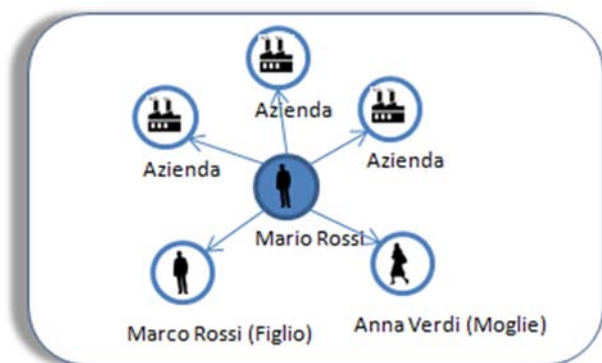 Azienda
Azienda
Azienda
Mario Rossi
Marco Rossi (Figlio)
Anna Verdi (Moglie)